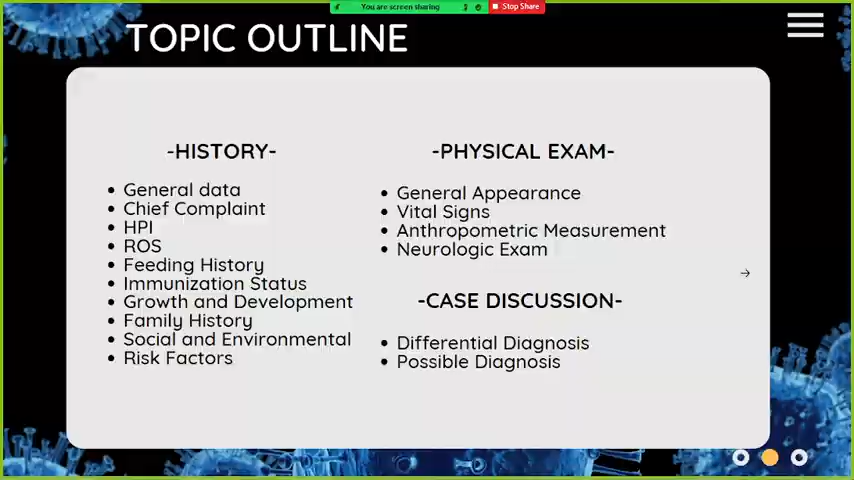 You are screen sharing
Stop Share
TOPIC OUTLINE
-HISTORY-
• General data
• Chief Complaint
• HPI
• ROS
• Feeding History
• Immunization Status
• Growth and Development
• Family History
• Social and Environmental
• Risk Factors
-PHYSICAL EXAM-
• General Appearance
• Vital Signs
• Anthropometric Measurement
• Neurologic Exam
-CASE DISCUSSION-
• Differential Diagnosis
• Possible Diagnosis